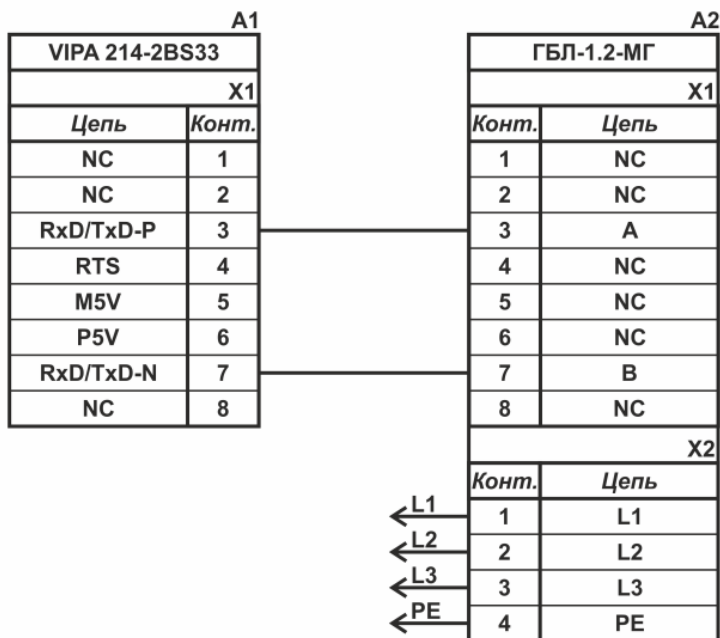 A1
VIPA 214-2BS33
X1
Цепь Конт.
NC 1
NC 2
RxD/TxD-P 3
RTS 4
M5V 5
P5V 6
RxD/TxD-N 7
NC 8
A2
ГБЛ-1.2-МГ
X1
Конт. Цепь
1 NC
2 NC
3 A
4 NC
5 NC
6 NC
7 B
8 NC
X2
Конт. Цепь
L1 1 L1
L2 2 L2
L3 3 L3
PE 4 PE